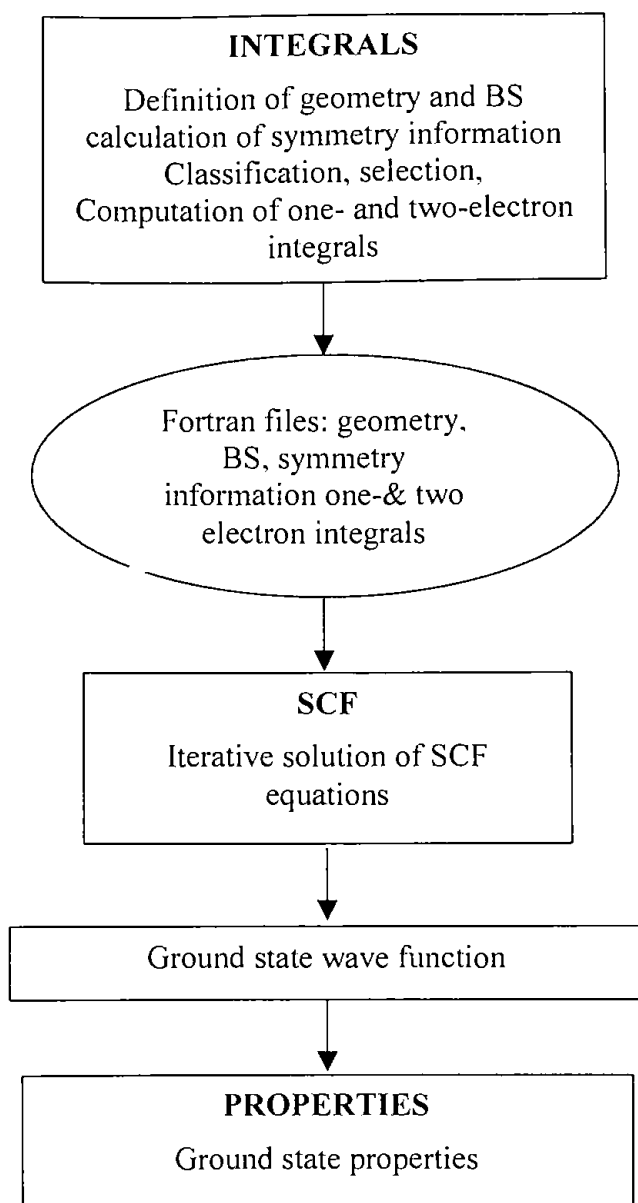 INTEGRALS
Definition of geometry and BS
calculation of symmetry information
Classification, selection,
Computation of one- and two-electron
integrals
Fortran files: geometry,
BS, symmetry
information one-& two
electron integrals
SCF
Iterative solution of SCF
equations
Ground state wave function
PROPERTIES
Ground state properties